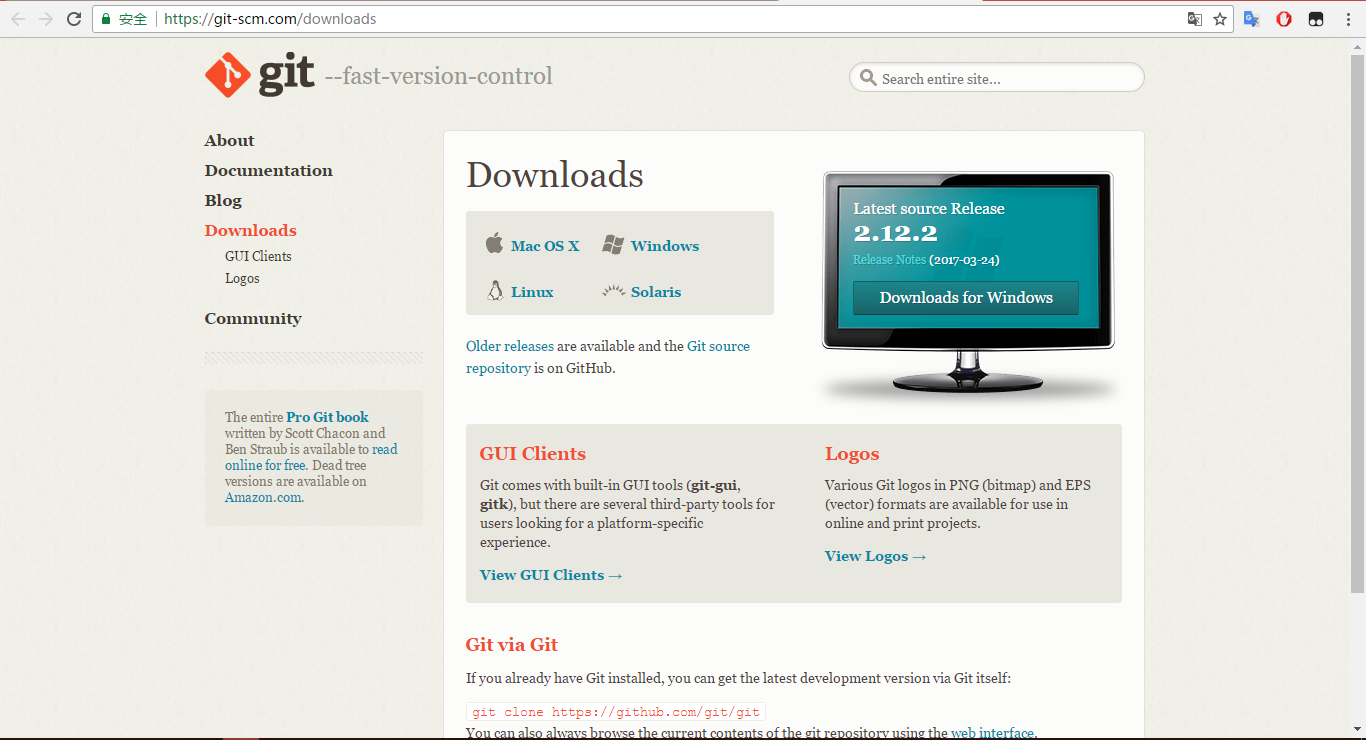 安全 https://git-scm.com/downloads
git --fast-version-control
Search entire site...
About
Documentation
Blog
Downloads
GUI Clients
Logos
Community
The entire Pro Git book
written by Scott Chacon and
Ben Straub is available to read
online for free. Dead tree
versions are available on
Amazon.com.
Downloads
Mac OS X Windows
Linux Solaris
Older releases are available and the Git source
repository is on GitHub.
Latest source Release
2.12.2
Release Notes (2017-03-24)
Downloads for Windows
GUI Clients
Git comes with built-in GUI tools (git-gui,
gitk), but there are several third-party tools for
users looking for a platform-specific
experience.
View GUI Clients →
Logos
Various Git logos in PNG (bitmap) and EPS
(vector) formats are available for use in
online and print projects.
View Logos →
Git via Git
If you already have Git installed, you can get the latest development version via Git itself:
git clone https://github.com/git/git
You can also always browse the current contents of the git repository using the web interface.